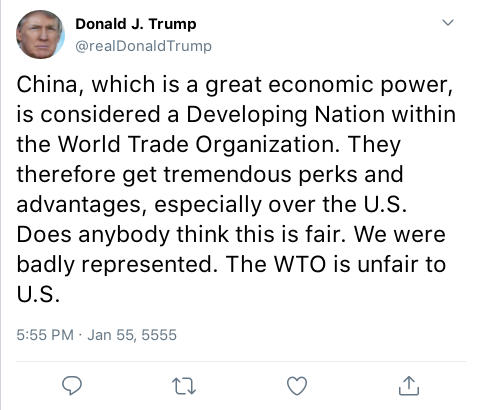 Donald J. Trump
@realDonaldTrump
China, which is a great economic power,
is considered a Developing Nation within
the World Trade Organization. They
therefore get tremendous perks and
advantages, especially over the U.S.
Does anybody think this is fair. We were
badly represented. The WTO is unfair to
U.S.
5:55 PM · Jan 55, 5555